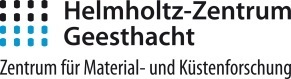 Helmholtz-Zentrum
Geesthacht
Zentrum für Material- und Küstenforschung